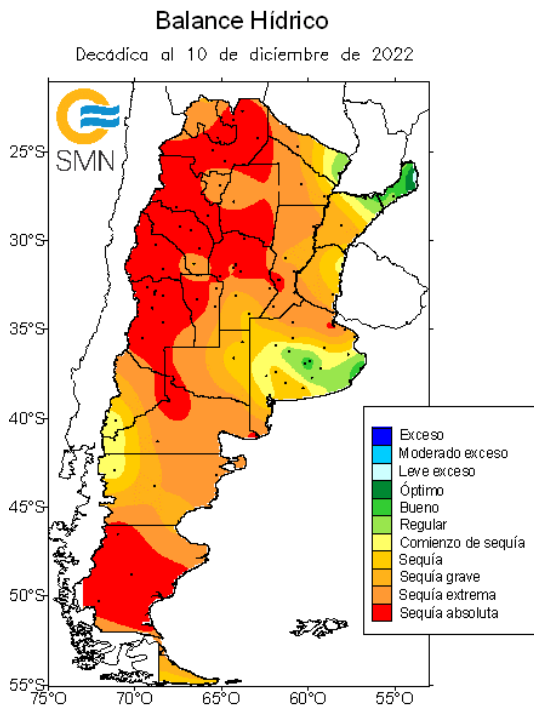 Balance Hídrico
Decádica al 10 de diciembre de 2022
SMN
25°S
30°S
35°S
40°S
45°S
50°S
55°S
75°O
70°O
65°O
60°O
55°O
Exceso
Moderado exceso
Leve exceso
Óptimo
Bueno
Regular
Comienzo de sequía
Sequía
Sequía grave
Sequía extrema
Sequía absoluta